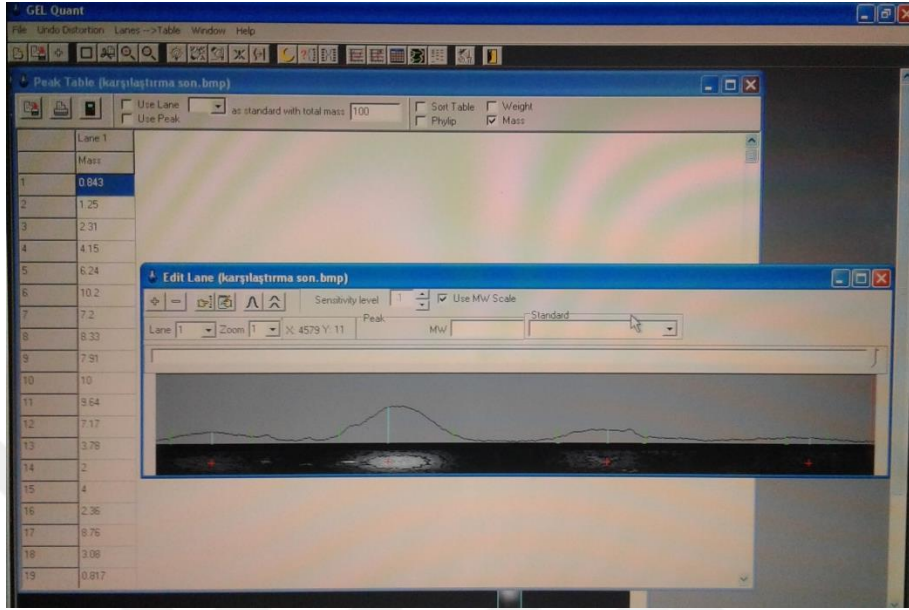 GEL Quant
File Undo Distortion Lanes-->Table Window Help
Peak Table (karşılaştırma son.bmp)
Use Lane
Use Peak
as standard with total mass 100
Sort Table Weight
Phylip Mass
Lane 1
Mass
1 0.843
2 1.25
3 2.31
4 4.15
5 6.24
6 10.2
7 7.2
8 8.33
9 7.91
10 10
11 9.64
12 7.17
13 3.78
14 2
15 4
16 2.36
17 8.76
18 3.08
19 0.817
Edit Lane (karşılaştırma son.bmp)
Sensitivity level 1 Use MW Scale
Lane 1 Zoom 1 X: 4579 Y: 11
Peak
MW
Standard